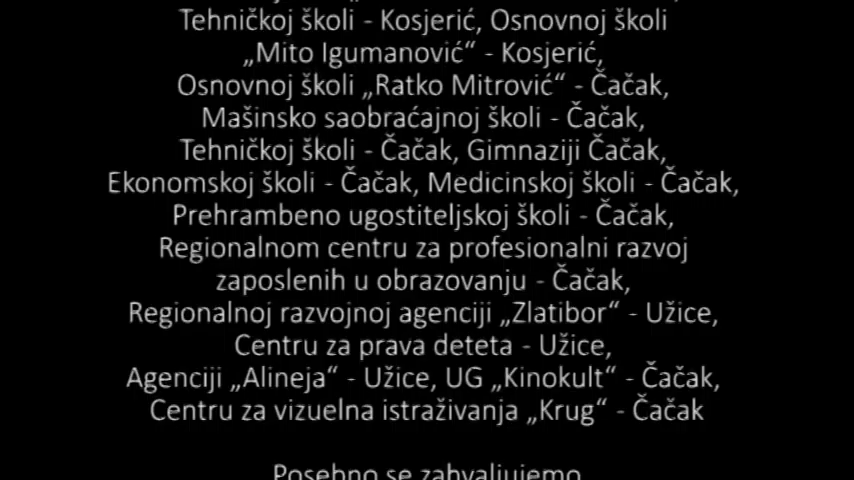 Tehničkoj školi - Kosjerić, Osnovnoj školi
„Mito Igumanović“ - Kosjerić,
Osnovnoj školi „Ratko Mitrović“ - Čačak,
Mašinsko saobraćajnoj školi - Čačak,
Tehničkoj školi - Čačak, Gimnaziji Čačak,
Ekonomskoj školi - Čačak, Medicinskoj školi - Čačak,
Prehrambeno ugostiteljskoj školi - Čačak,
Regionalnom centru za profesionalni razvoj
zaposlenih u obrazovanju - Čačak,
Regionalnoj razvojnoj agenciji „Zlatibor“ - Užice,
Centru za prava deteta - Užice,
Agenciji „Alineja“ - Užice, UG „Kinokult“ - Čačak,
Centru za vizuelna istraživanja „Krug“ - Čačak
Posebno se zahvaljujemo